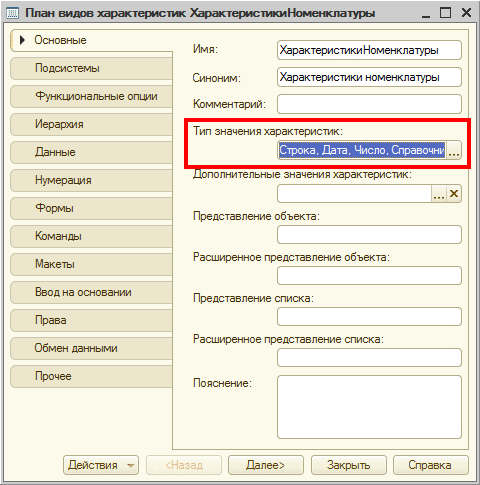 План видов характеристик ХарактеристикиНоменклатуры
Основные
Подсистемы
Функциональные опции
Иерархия
Данные
Нумерация
Формы
Команды
Макеты
Ввод на основании
Права
Обмен данными
Прочее
Имя: ХарактеристикиНоменклатуры
Синоним: Характеристики номенклатуры
Комментарий:
Тип значения характеристик:
Строка, Дата, Число, Справочни ...
Дополнительные значения характеристик:
... ×
Представление объекта:
Расширенное представление объекта:
Представление списка:
Расширенное представление списка:
Пояснение:
Действия <Назад Далее> Закрыть Справка